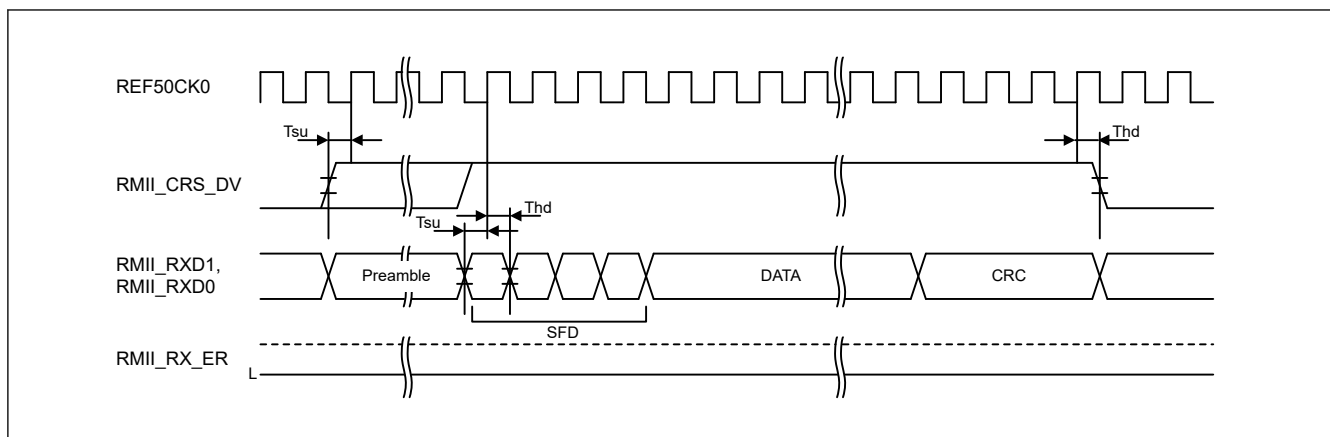 REF50CK0
Tsu
Thd
RMII_CRS_DV
Tsu
Thd
RMII_RXD1,
RMII_RXD0
Preamble
DATA
CRC
SFD
RMII_RX_ER
L